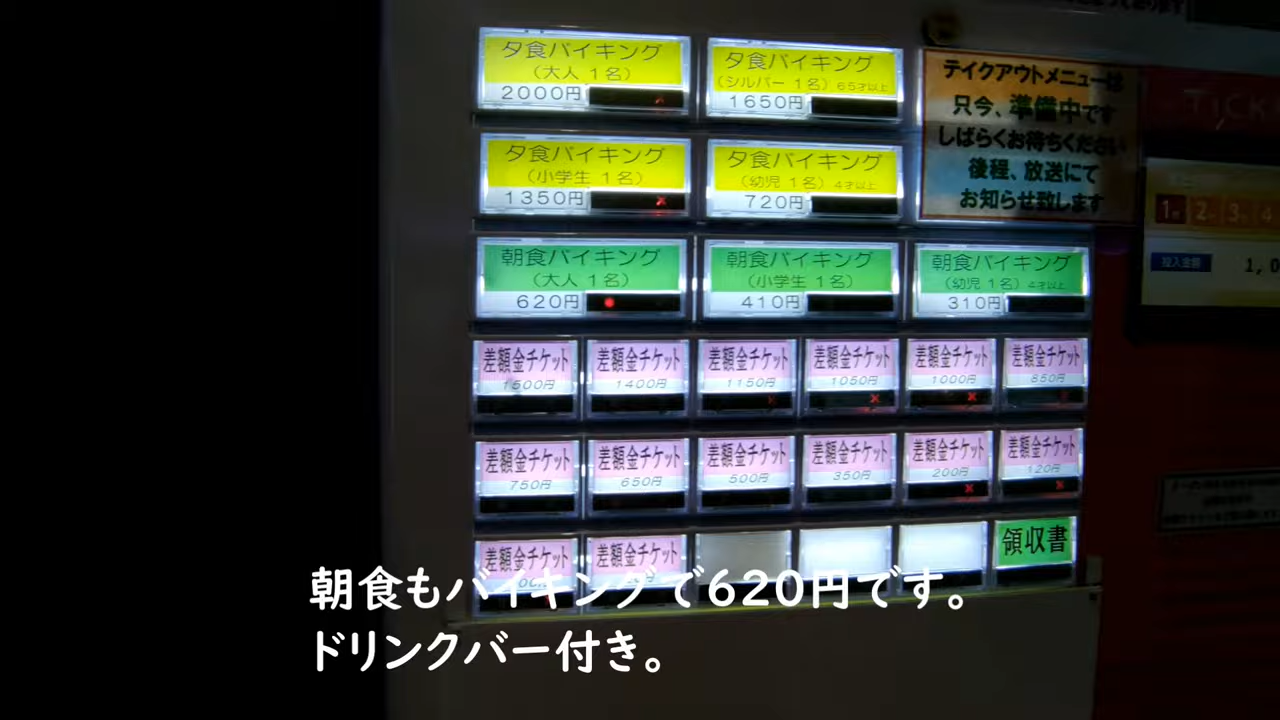 夕食バイキング
（大人 1名）
2000円
夕食バイキング
（シルバー 1名）65才以上
1650円
テイクアウトメニューは
只今、準備中です
しばらくお待ちください
後程、放送にて
お知らせ致します
夕食バイキング
（小学生 1名）
1350円
夕食バイキング
（幼児 1名）4才以上
720円
朝食バイキング
（大人 1名）
620円
朝食バイキング
（小学生 1名）
410円
朝食バイキング
（幼児 1名）4才以上
310円
投入金額
差額金チケット
1500円
差額金チケット
1400円
差額金チケット
1150円
差額金チケット
1050円
差額金チケット
1000円
差額金チケット
850円
差額金チケット
750円
差額金チケット
650円
差額金チケット
500円
差額金チケット
350円
差額金チケット
200円
差額金チケット
120円
差額金チケット
差額金チケット
領収書
朝食もバイキングで620円です。
ドリンクバー付き。